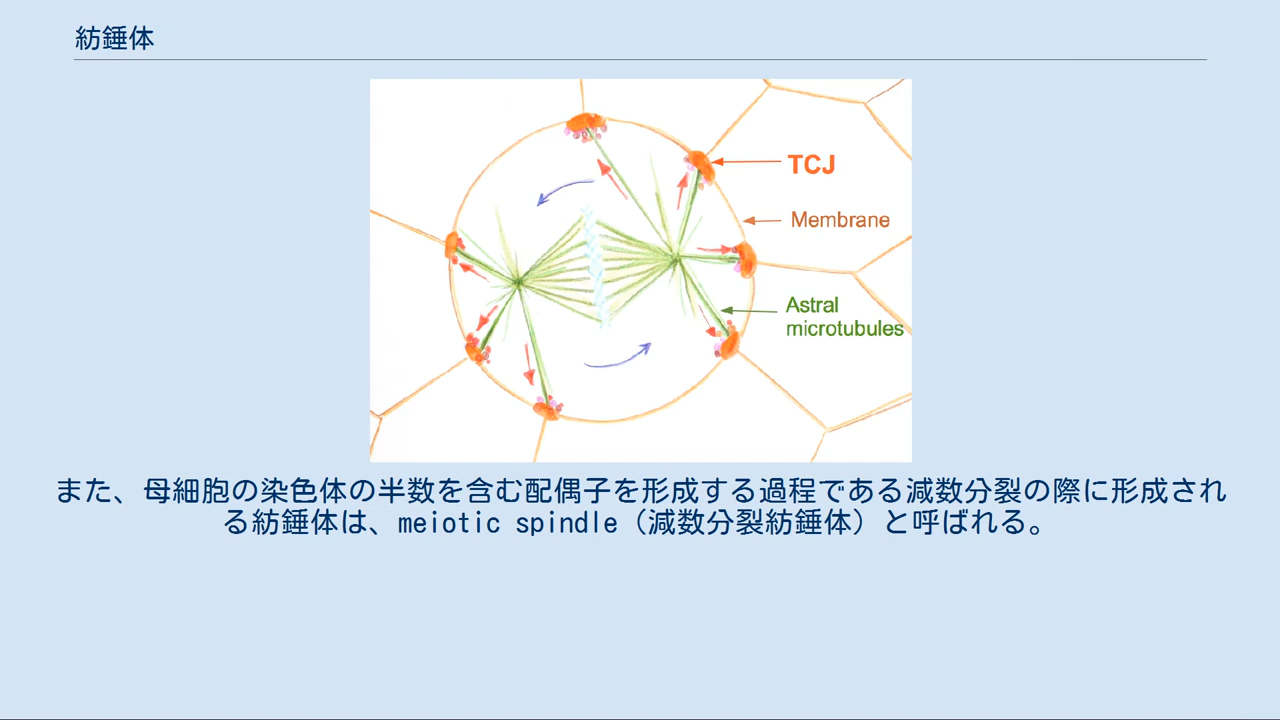 紡錘体
TCJ
Membrane
Astral
microtubules
また、母細胞の染色体の半数を含む配偶子を形成する過程である減数分裂の際に形成され
る紡錘体は、meiotic spindle（減数分裂紡錘体）と呼ばれる。